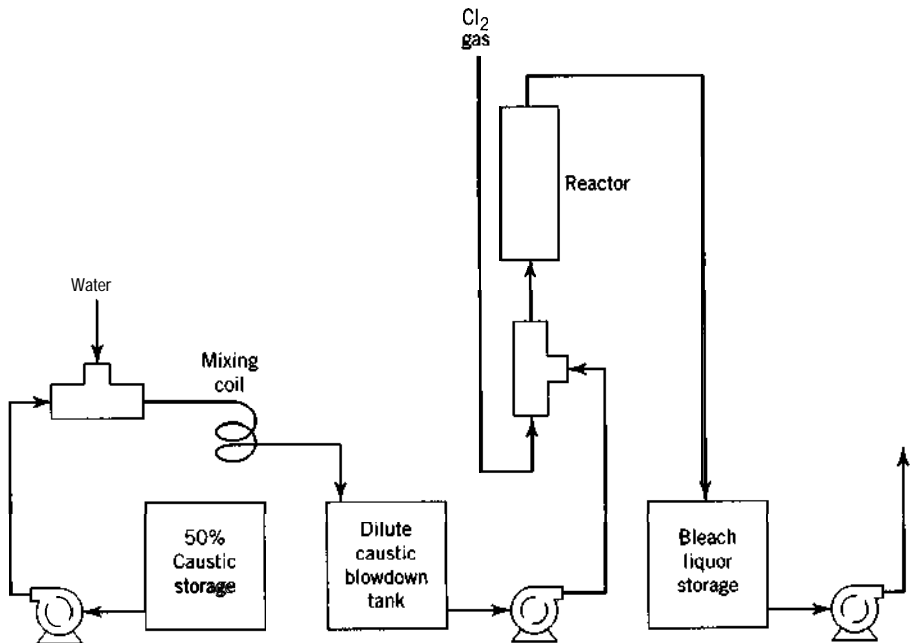 Cl₂
gas
Reactor
Water
Mixing
coil
50%
Caustic
storage
Dilute
caustic
blowdown
tank
Bleach
liquor
storage